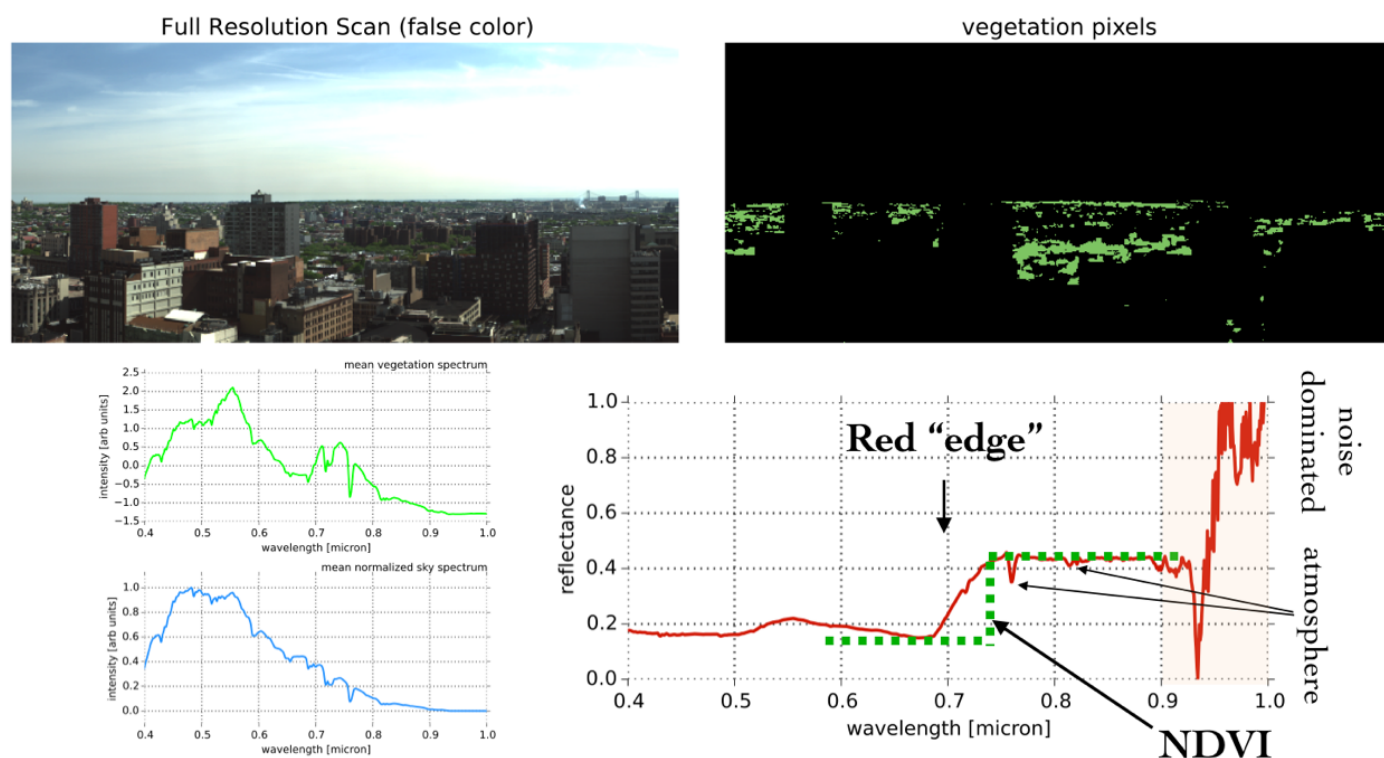 Full Resolution Scan (false color)
vegetation pixels
mean vegetation spectrum
2.5
2.0
1.5
1.0
0.5
0.0
−0.5
−1.0
−1.5
intensity [arb units]
0.4 0.5 0.6 0.7 0.8 0.9 1.0
wavelength [micron]
mean normalized sky spectrum
1.0
0.8
0.6
0.4
0.2
0.0
intensity [arb units]
0.4 0.5 0.6 0.7 0.8 0.9 1.0
wavelength [micron]
1.0
0.8
0.6
0.4
0.2
0.0
reflectance
Red “edge”
0.4 0.5 0.6 0.7 0.8 0.9 1.0
wavelength [micron]
NDVI
noise
dominated
atmosphere